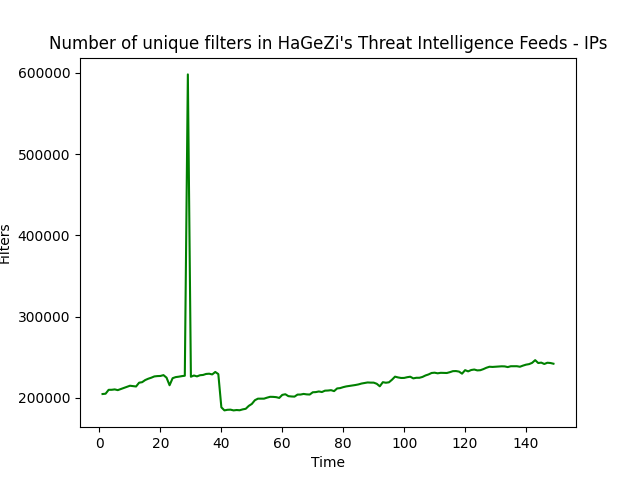 Number of unique filters in HaGeZi's Threat Intelligence Feeds - IPs
600000
500000
400000
300000
200000
Filters
0 20 40 60 80 100 120 140
Time